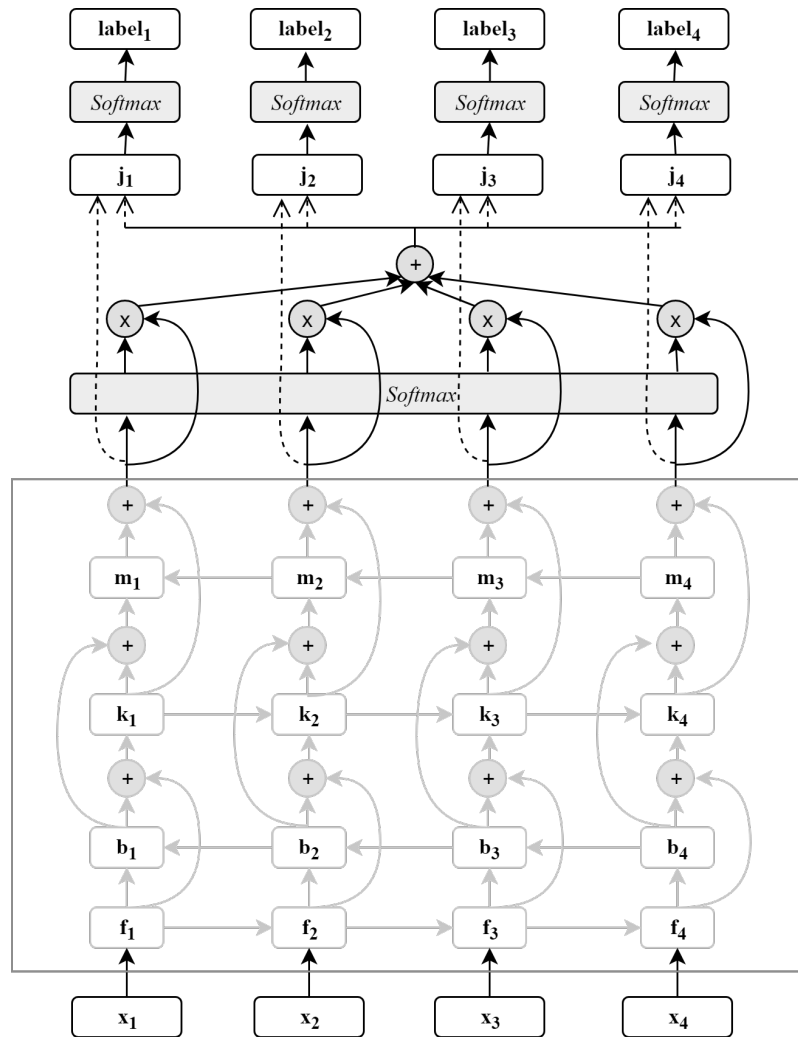 label₁ label₂ label₃ label₄
Softmax Softmax Softmax Softmax
j₁ j₂ j₃ j₄
+
x x x x
Softmax
+ + + +
m₁ m₂ m₃ m₄
+ + + +
k₁ k₂ k₃ k₄
+ + + +
b₁ b₂ b₃ b₄
f₁ f₂ f₃ f₄
x₁ x₂ x₃ x₄